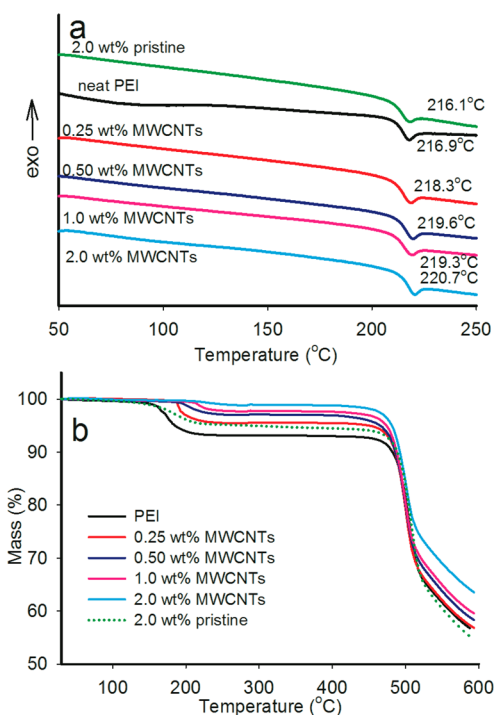 a
2.0 wt% pristine
216.1°C
neat PEI
216.9°C
0.25 wt% MWCNTs
218.3°C
0.50 wt% MWCNTs
219.6°C
1.0 wt% MWCNTs
219.3°C
2.0 wt% MWCNTs
220.7°C
exo
50 100 150 200 250
Temperature (°C)
b
100
90
80
70
60
50
Mass (%)
PEI
0.25 wt% MWCNTs
0.50 wt% MWCNTs
1.0 wt% MWCNTs
2.0 wt% MWCNTs
2.0 wt% pristine
100 200 300 400 500 600
Temperature (°C)